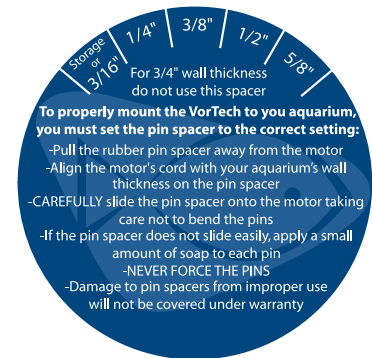 Storage
or
3/16"
1/4"
3/8"
1/2"
5/8"
For 3/4" wall thickness
do not use this spacer
To properly mount the VorTech to you aquarium,
you must set the pin spacer to the correct setting:
-Pull the rubber pin spacer away from the motor
-Align the motor's cord with your aquarium's wall
thickness on the pin spacer
-CAREFULLY slide the pin spacer onto the motor taking
care not to bend the pins
-If the pin spacer does not slide easily, apply a small
amount of soap to each pin
-NEVER FORCE THE PINS
-Damage to pin spacers from improper use
will not be covered under warranty